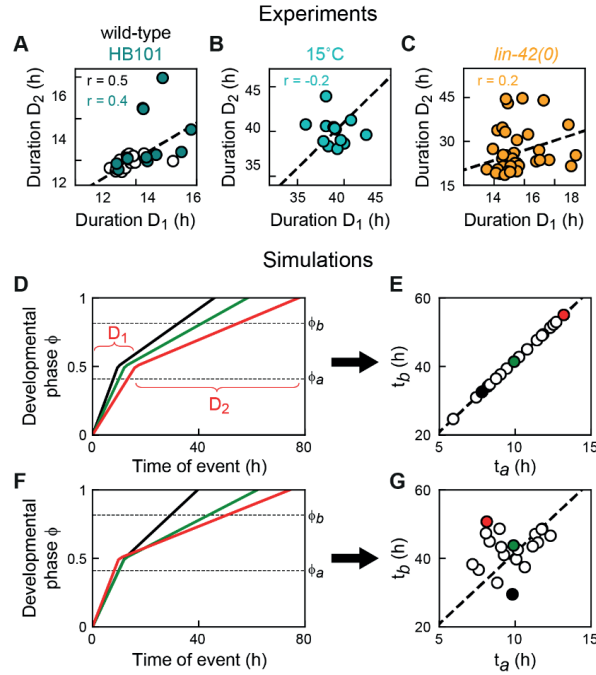 Experiments
A
wild-type
HB101
r = 0.5
r = 0.4
Duration D2 (h)
16
14
13
12
12
14
16
Duration D1 (h)
B
15°C
r = -0.2
Duration D2 (h)
45
40
35
35
40
45
Duration D1 (h)
C
lin-42(0)
r = 0.2
Duration D2 (h)
45
35
25
15
14
16
18
Duration D1 (h)
Simulations
D
Developmental
phase ϕ
1
0.5
0
D1
D2
ϕb
ϕa
0
40
80
Time of event (h)
E
tb (h)
60
40
20
5
10
15
ta (h)
F
Developmental
phase ϕ
1
0.5
0
ϕb
ϕa
0
40
80
Time of event (h)
G
tb (h)
60
40
20
5
10
15
ta (h)